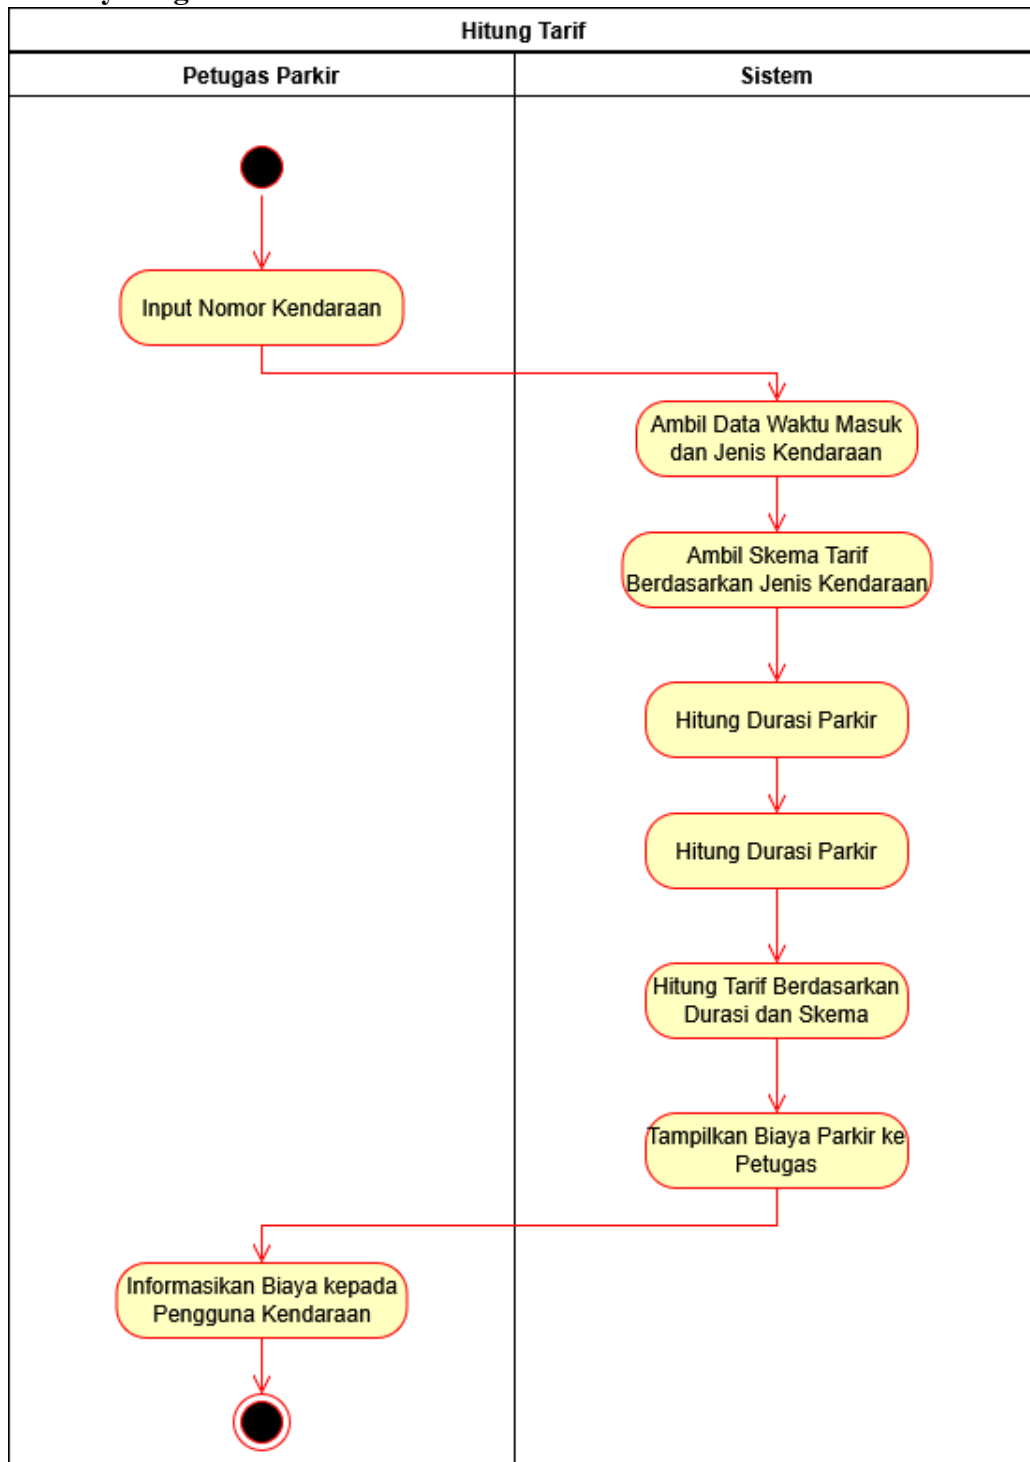 Hitung Tarif
Petugas Parkir
Sistem
Input Nomor Kendaraan
Ambil Data Waktu Masuk
dan Jenis Kendaraan
Ambil Skema Tarif
Berdasarkan Jenis Kendaraan
Hitung Durasi Parkir
Hitung Durasi Parkir
Hitung Tarif Berdasarkan
Durasi dan Skema
Tampilkan Biaya Parkir ke
Petugas
Informasikan Biaya kepada
Pengguna Kendaraan